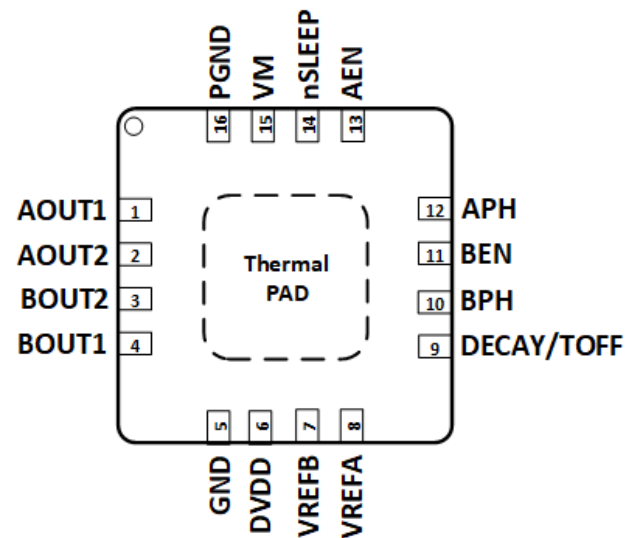 PGND
VM
nSLEEP
AEN
16
15
14
13
AOUT1 1
12 APH
AOUT2 2
11 BEN
BOUT2 3
10 BPH
BOUT1 4
9 DECAY/TOFF
Thermal
PAD
5
6
7
8
GND
DVDD
VREFB
VREFA